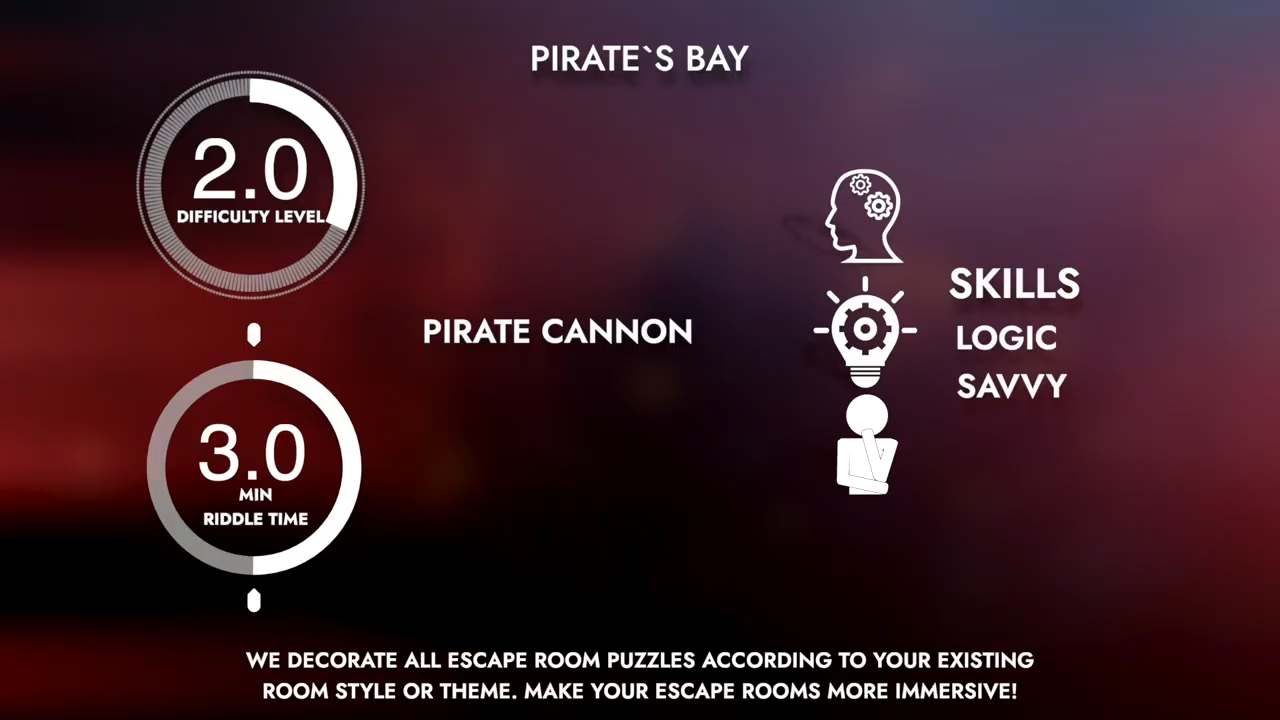 PIRATE`S BAY
2.0
DIFFICULTY LEVEL
PIRATE CANNON
SKILLS
LOGIC
SAVVY
3.0
MIN
RIDDLE TIME
WE DECORATE ALL ESCAPE ROOM PUZZLES ACCORDING TO YOUR EXISTING
ROOM STYLE OR THEME. MAKE YOUR ESCAPE ROOMS MORE IMMERSIVE!